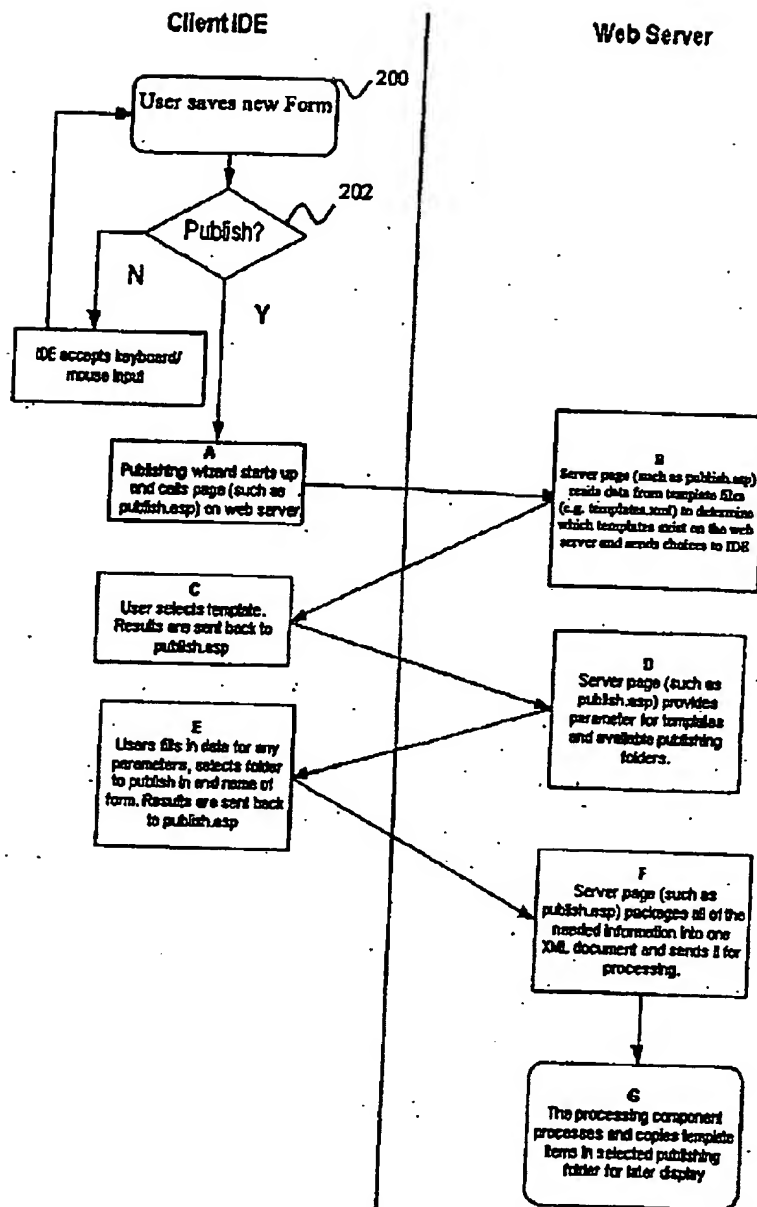 Client IDE
Web Server
200
User saves new Form
202
Publish?
N
Y
IDE accepts keyboard/
mouse input
A
Publishing wizard starts up
and calls page (such as
publish.asp) on web server
B
Server page (such as publish.asp)
reads data from template files
(e.g. templates.xml) to determine
which templates exist on the web
server and sends choices to IDE
C
User selects template.
Results are sent back to
publish.asp
D
Server page (such as
publish.asp) provides
parameter for templates
and available publishing
folders.
E
Users fills in data for any
parameters, selects folder
to publish in and name of
form. Results are sent back
to publish.asp
F
Server page (such as
publish.asp) packages all of the
needed information into one
XML document and sends it for
processing.
G
The processing component
processes and copies template
items in selected publishing
folder for later display